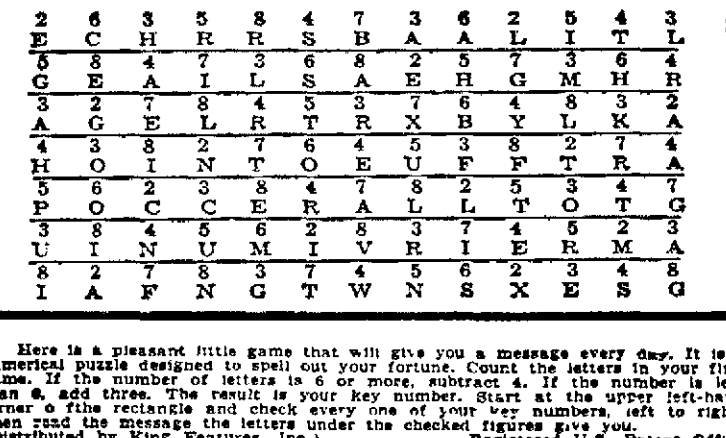 2 6 3 5 8 4 7 3 6 2 5 4 3
E C H R R S B A A L I T L
5 8 4 7 3 6 8 2 5 7 3 6 4
G E A I L S A E H G M H R
3 2 7 8 4 5 3 7 6 4 8 3 2
A G E L R T R X B Y L K A
4 3 8 2 7 6 4 5 3 8 2 7 4
H O I N T O E U F F T R A
5 6 2 3 8 4 7 8 2 5 3 4 7
P O C C E R A L L T O T G
3 8 4 5 6 2 8 3 7 4 5 2 3
U I N U M I V R I E R M A
8 2 7 8 3 7 4 5 6 2 3 4 8
I A F N G T W N S X E S G
Here is a pleasant little game that will give you a message every day. It is
umerical puzzle designed to spell out your fortune. Count the letters in your fir
me. If the number of letters is 6 or more, subtract 4. If the number is le
an 6, add three. The result is your key number. Start at the upper left-ha
rner o fthe rectangle and check every one of your key numbers, left to righ
en read the message the letters under the checked figures give you.
istributed by King Features, Inc.)